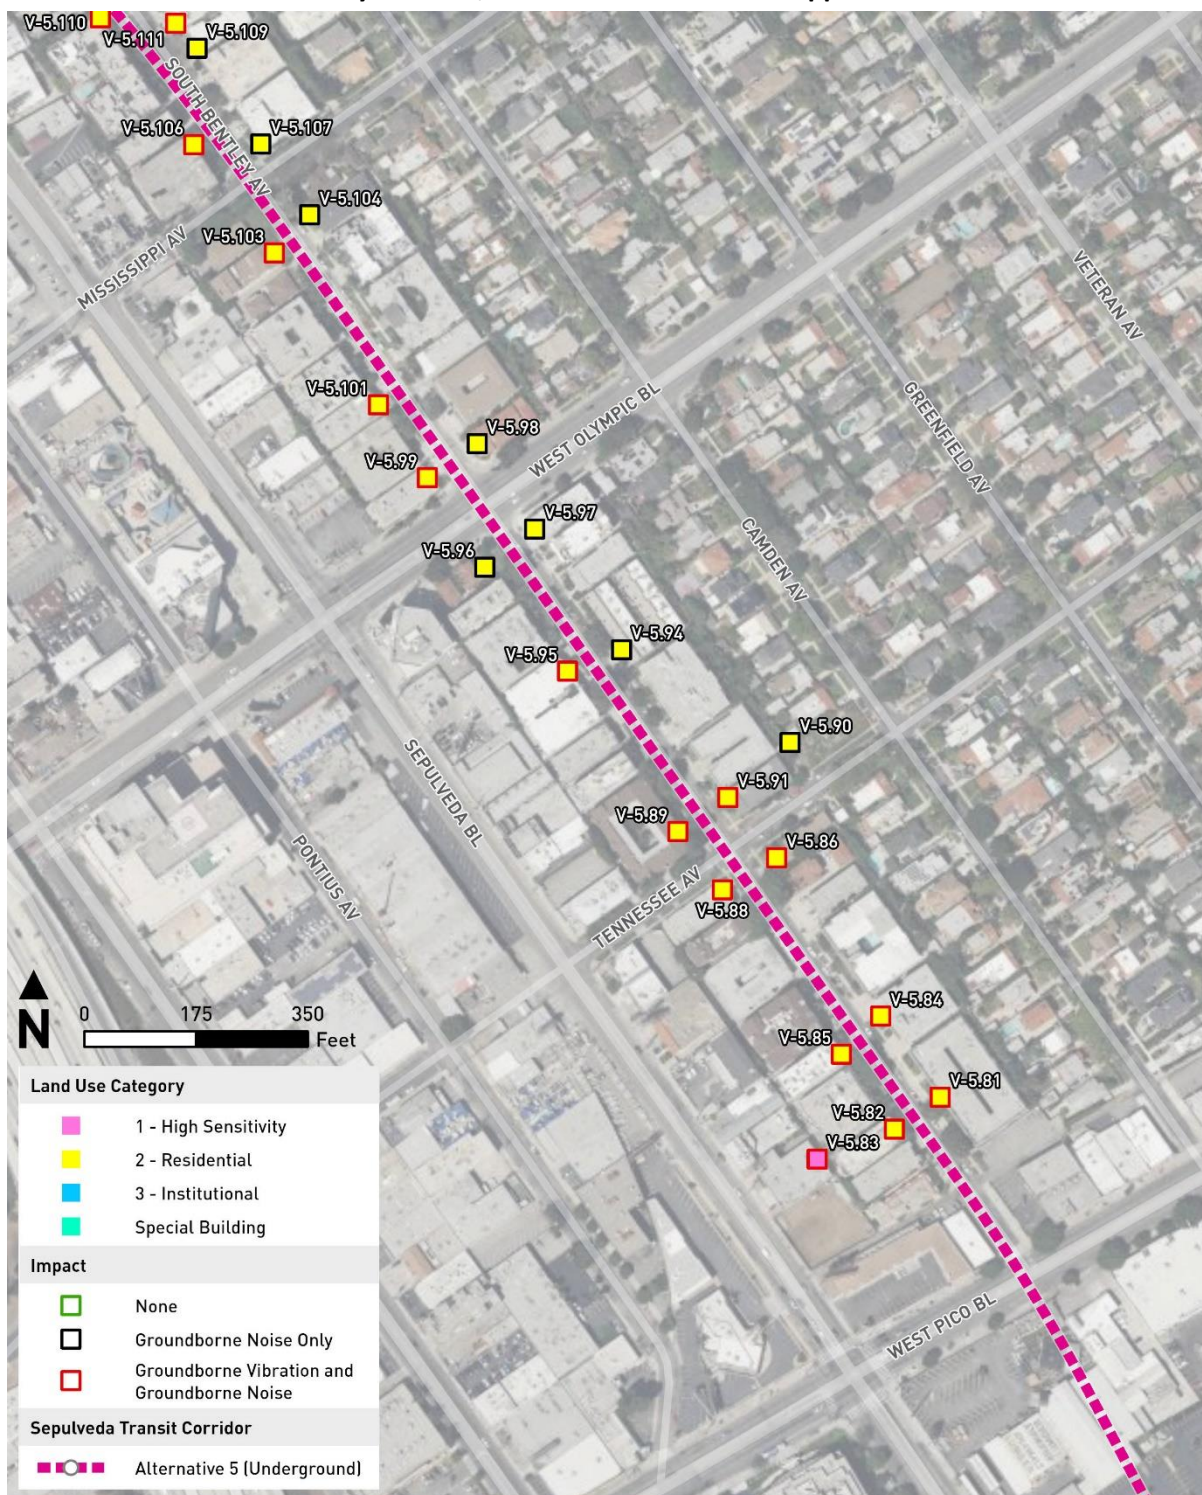 V-5.110
V-5.111
V-5.109
SOUTH BENTLEY AV
V-5.106
V-5.107
V-5.104
V-5.103
MISSISSIPPI AV
VETERAN AV
V-5.101
WEST OLYMPIC BL
GREENFIELD AV
V-5.98
V-5.99
V-5.97
V-5.96
CAMDEN AV
V-5.94
V-5.95
V-5.90
SEPULVEDA BL
V-5.91
V-5.89
V-5.86
PONTIUS AV
TENNESSEE AV
V-5.88
N
0 175 350
Feet
V-5.84
V-5.85
V-5.81
V-5.82
V-5.83
WEST PICO BL
Land Use Category
1 - High Sensitivity
2 - Residential
3 - Institutional
Special Building
Impact
None
Groundborne Noise Only
Groundborne Vibration and
Groundborne Noise
Sepulveda Transit Corridor
Alternative 5 (Underground)